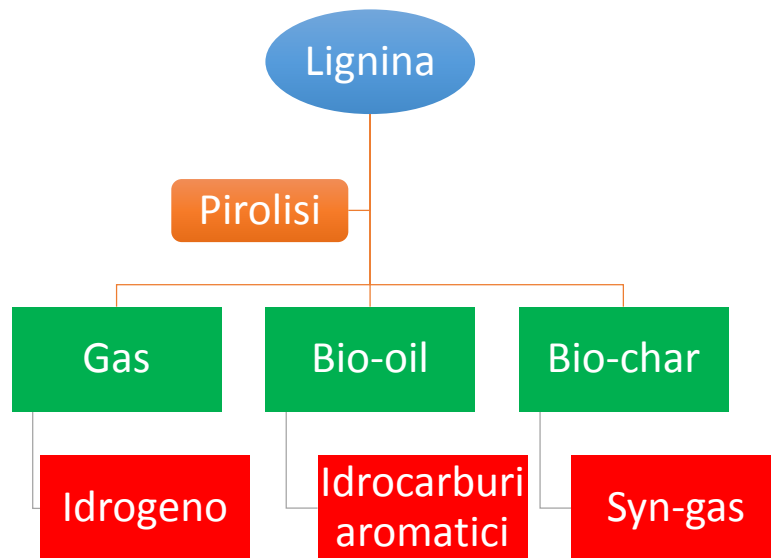 Lignina
Pirolisi
Gas
Bio-oil
Bio-char
Idrogeno
Idrocarburi
aromatici
Syn-gas